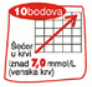 10bodova
Šećer
u krvi
iznad 7,0 mmol/L
(venska krv)